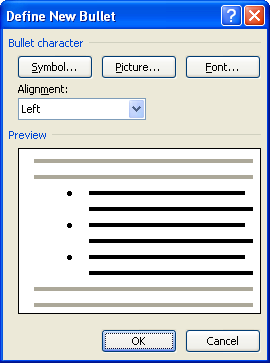 Define New Bullet
Bullet character
Symbol... Picture... Font...
Alignment:
Left
Preview
OK Cancel